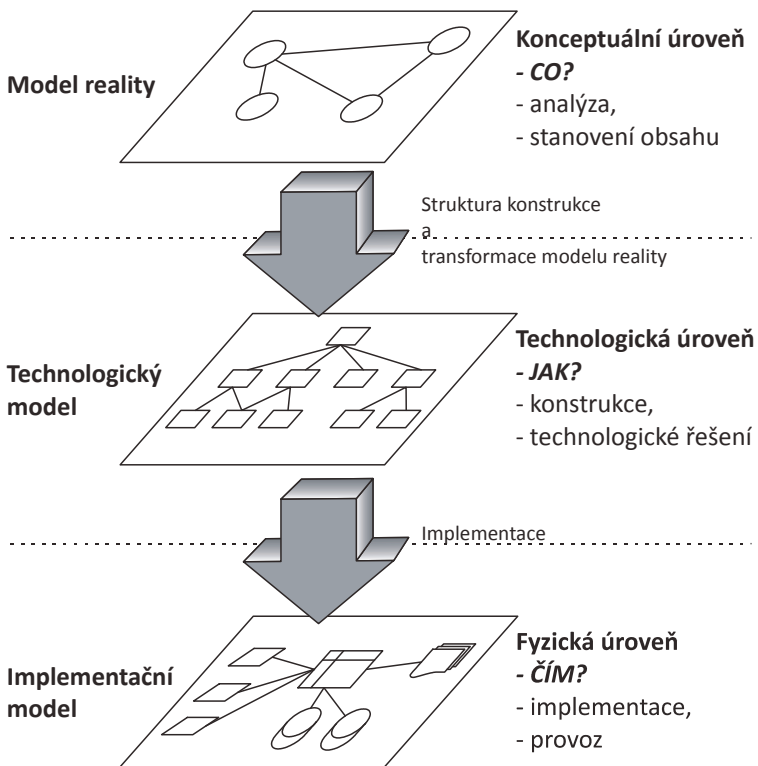 Model reality
Konceptuální úroveň
- CO?
- analýza,
- stanovení obsahu
Struktura konstrukce
a
transformace modelu reality
Technologický
model
Technologická úroveň
- JAK?
- konstrukce,
- technologické řešení
Implementace
Implementační
model
Fyzická úroveň
- ČÍM?
- implementace,
- provoz